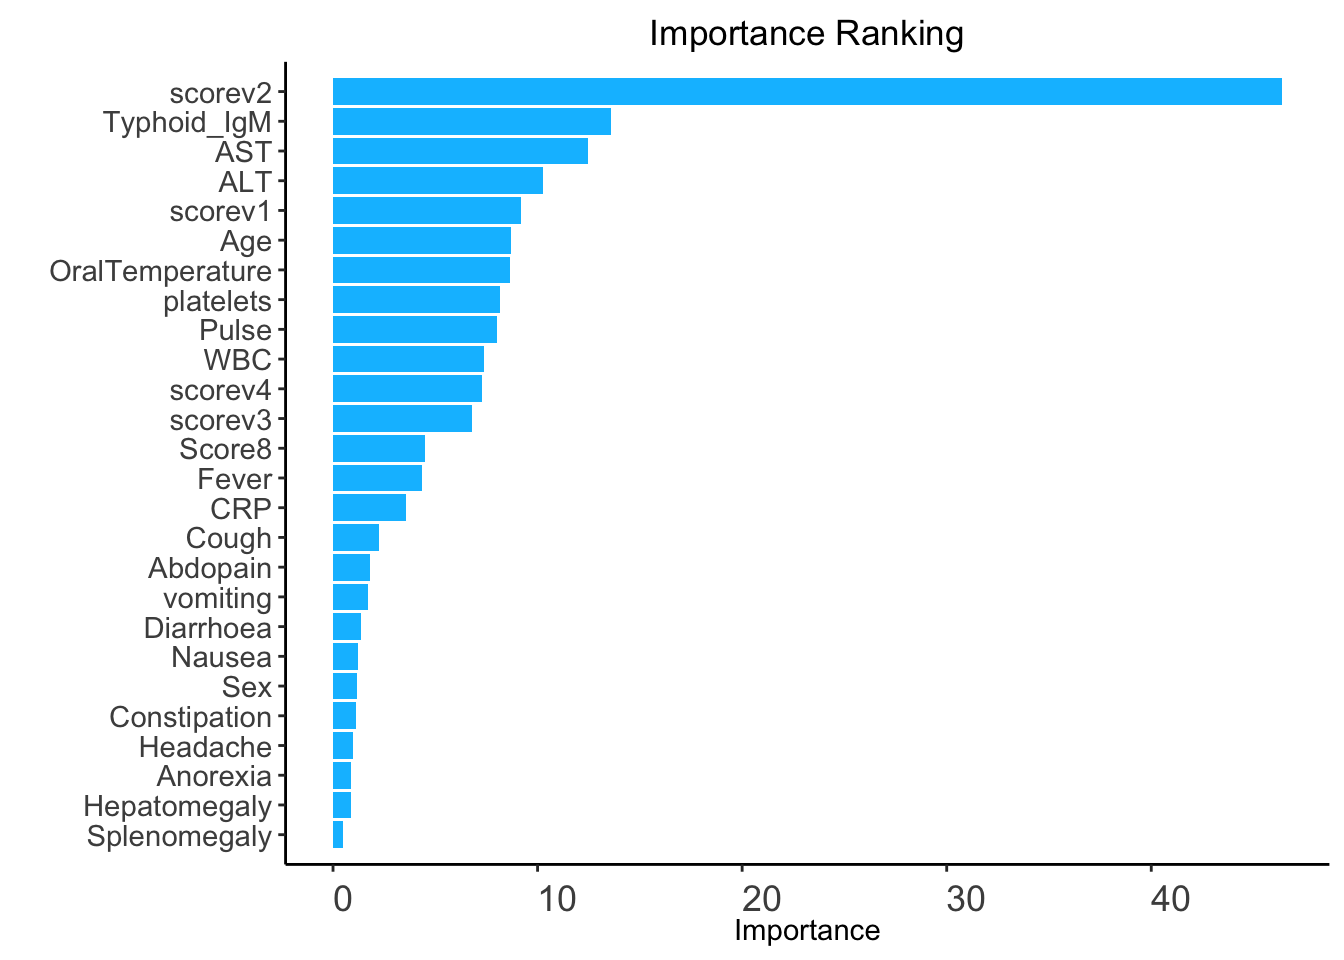 Importance Ranking
scorev2
Typhoid_IgM
AST
ALT
scorev1
Age
OralTemperature
platelets
Pulse
WBC
scorev4
scorev3
Score8
Fever
CRP
Cough
Abdopain
vomiting
Diarrhoea
Nausea
Sex
Constipation
Headache
Anorexia
Hepatomegaly
Splenomegaly
0 10 20 30 40
Importance